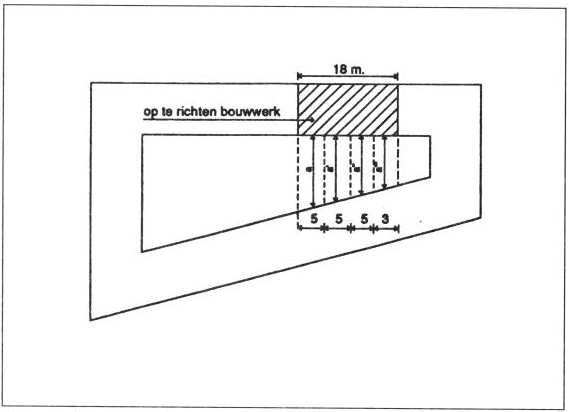 18 m.
op te richten bouwwerk
a a' a" a'''
5 5 5 3